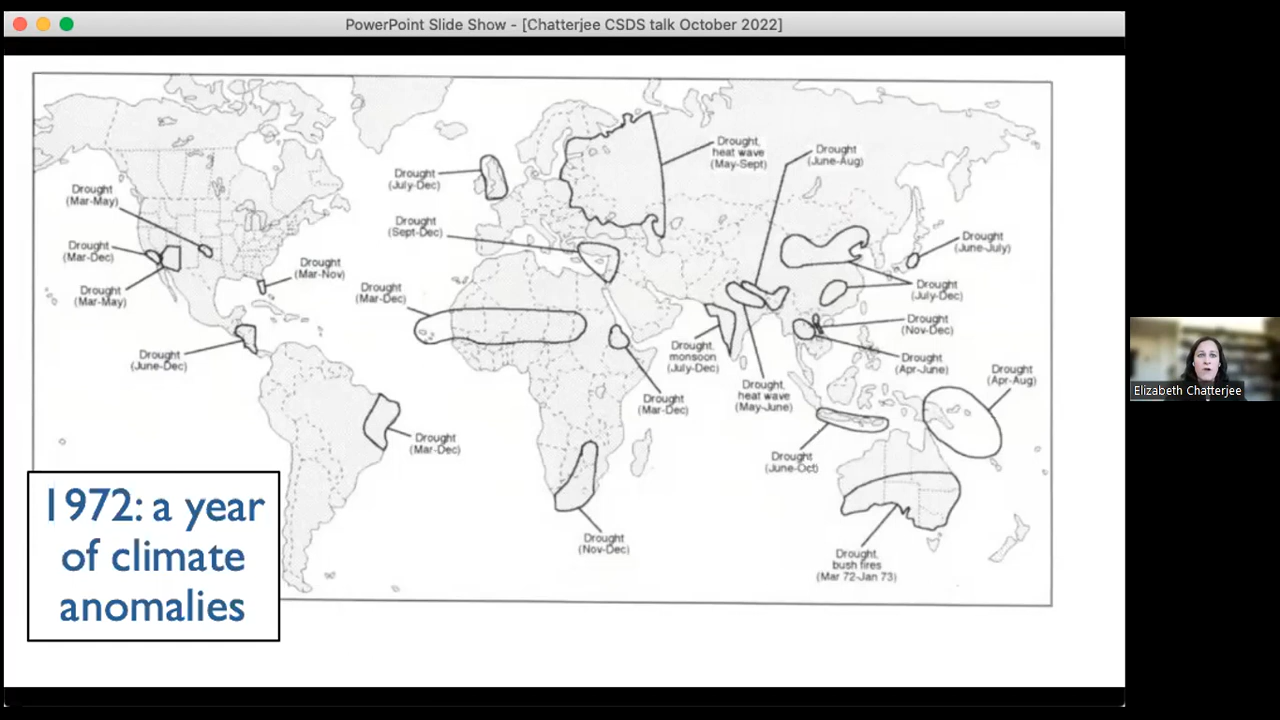 PowerPoint Slide Show - [Chatterjee CSDS talk October 2022]
Drought
(Mar-May)
Drought
(Mar-Dec)
Drought
(Mar-May)
Drought
(Mar-Nov)
Drought
(June-Dec)
Drought
(Mar-Dec)
Drought
(July-Dec)
Drought
(Sept-Dec)
Drought
(Mar-Dec)
Drought
(Nov-Dec)
Drought
(Mar-Dec)
Drought,
heat wave
(May-Sept)
Drought
(June-Aug)
Drought
(June-July)
Drought
(July-Dec)
Drought
(Nov-Dec)
Drought
(Apr-June)
Drought,
monsoon
(July-Dec)
Drought,
heat wave
(May-June)
Drought
(Apr-Aug)
Drought
(June-Oct)
Drought,
bush fires
(Mar 72-Jan 73)
1972: a year
of climate
anomalies
Elizabeth Chatterjee